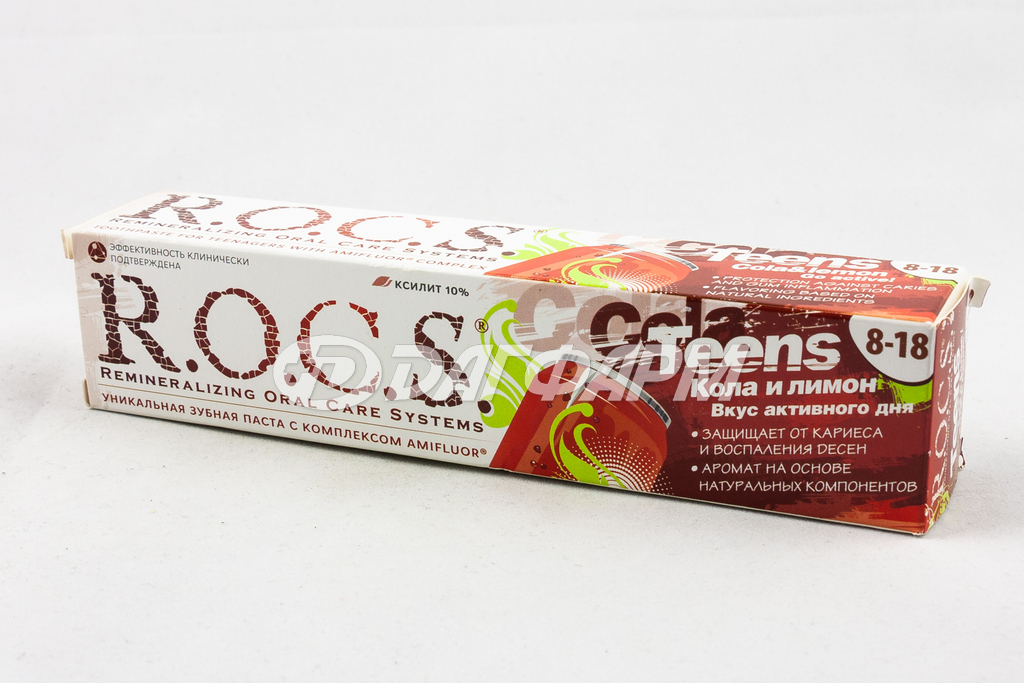 R.O.C.S.
REMINERALIZING ORAL CARE SYSTEMS
TOOTHPASTE FOR TEENAGERS WITH AMIFLUOR® COMPLEX
Teens
Cola & lemon
Go active!
8-18
• PROTECTION AGAINST CARIES
AND GUM INFLAMMATION
• FLAVORING BASED ON
NATURAL INGREDIENTS
ЭФФЕКТИВНОСТЬ КЛИНИЧЕСКИ
ПОДТВЕРЖДЕНА
КСИЛИТ 10%
R.O.C.S.®
REMINERALIZING ORAL CARE SYSTEMS
УНИКАЛЬНАЯ ЗУБНАЯ ПАСТА С КОМПЛЕКСОМ AMIFLUOR®
Cola
Teens
8-18
Кола и лимон
Вкус активного дня
• ЗАЩИЩАЕТ ОТ КАРИЕСА
И ВОСПАЛЕНИЯ DЕСЕН
• АРОМАТ НА ОСНОВЕ
НАТУРАЛЬНЫХ КОМПОНЕНТОВ
ФАРМ